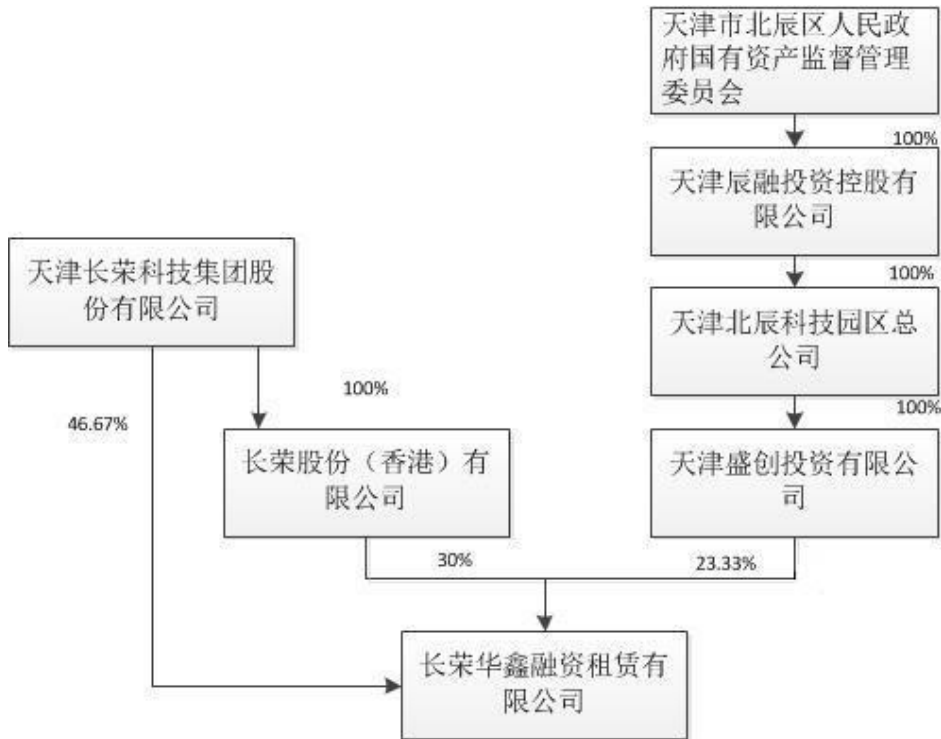 天津市北辰区人民政
府国有资产监督管理
委员会
100%
天津辰融投资控股有
限公司
100%
天津长荣科技集团股
份有限公司
天津北辰科技园区总
公司
100%
46.67%
100%
长荣股份（香港）有
限公司
天津盛创投资有限公
司
30%
23.33%
长荣华鑫融资租赁有
限公司